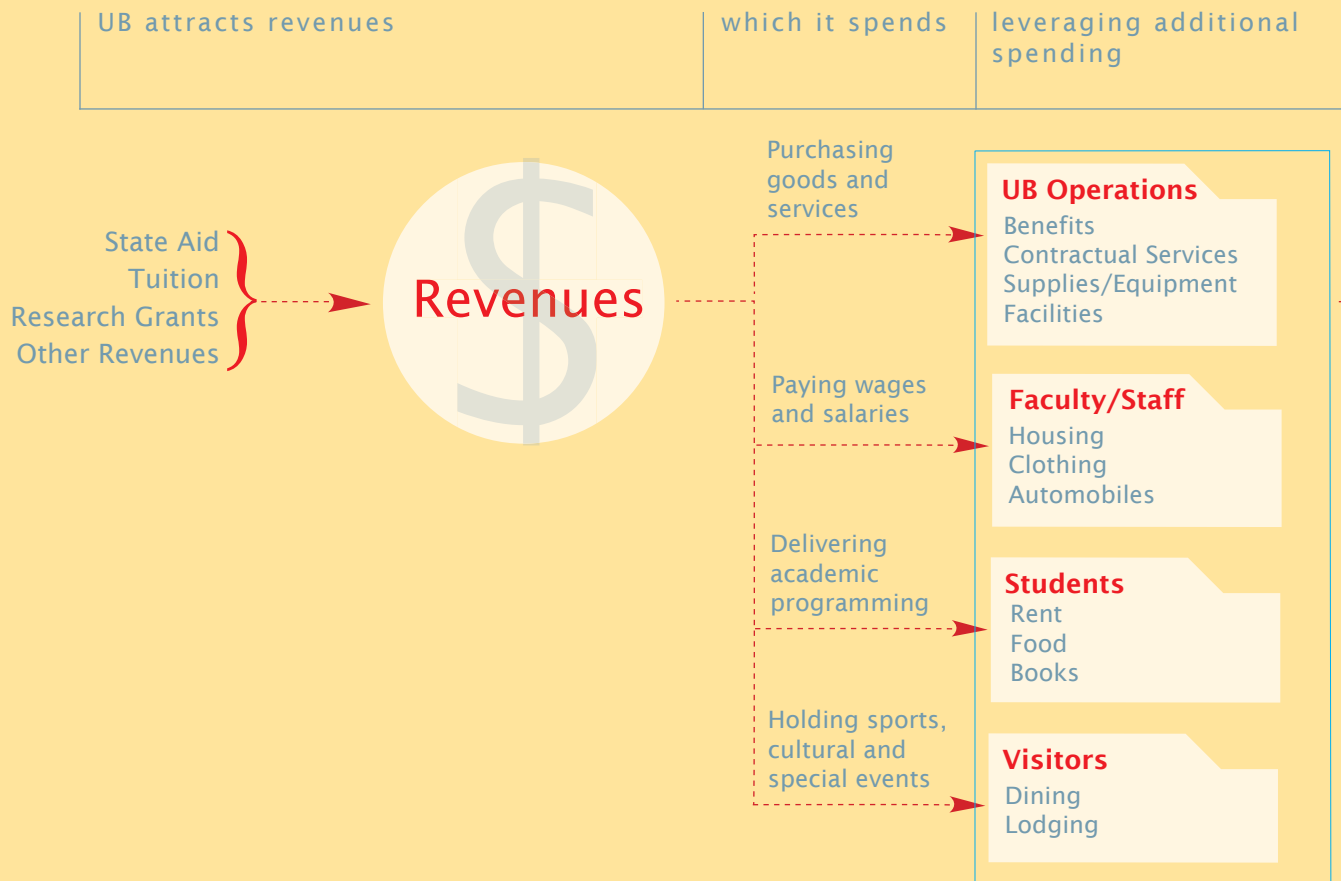 UB attracts revenues
which it spends
leveraging additional
spending
State Aid
Tuition
Research Grants
Other Revenues
$
Revenues
Purchasing
goods and
services
UB Operations
Benefits
Contractual Services
Supplies/Equipment
Facilities
Paying wages
and salaries
Faculty/Staff
Housing
Clothing
Automobiles
Delivering
academic
programming
Students
Rent
Food
Books
Holding sports,
cultural and
special events
Visitors
Dining
Lodging